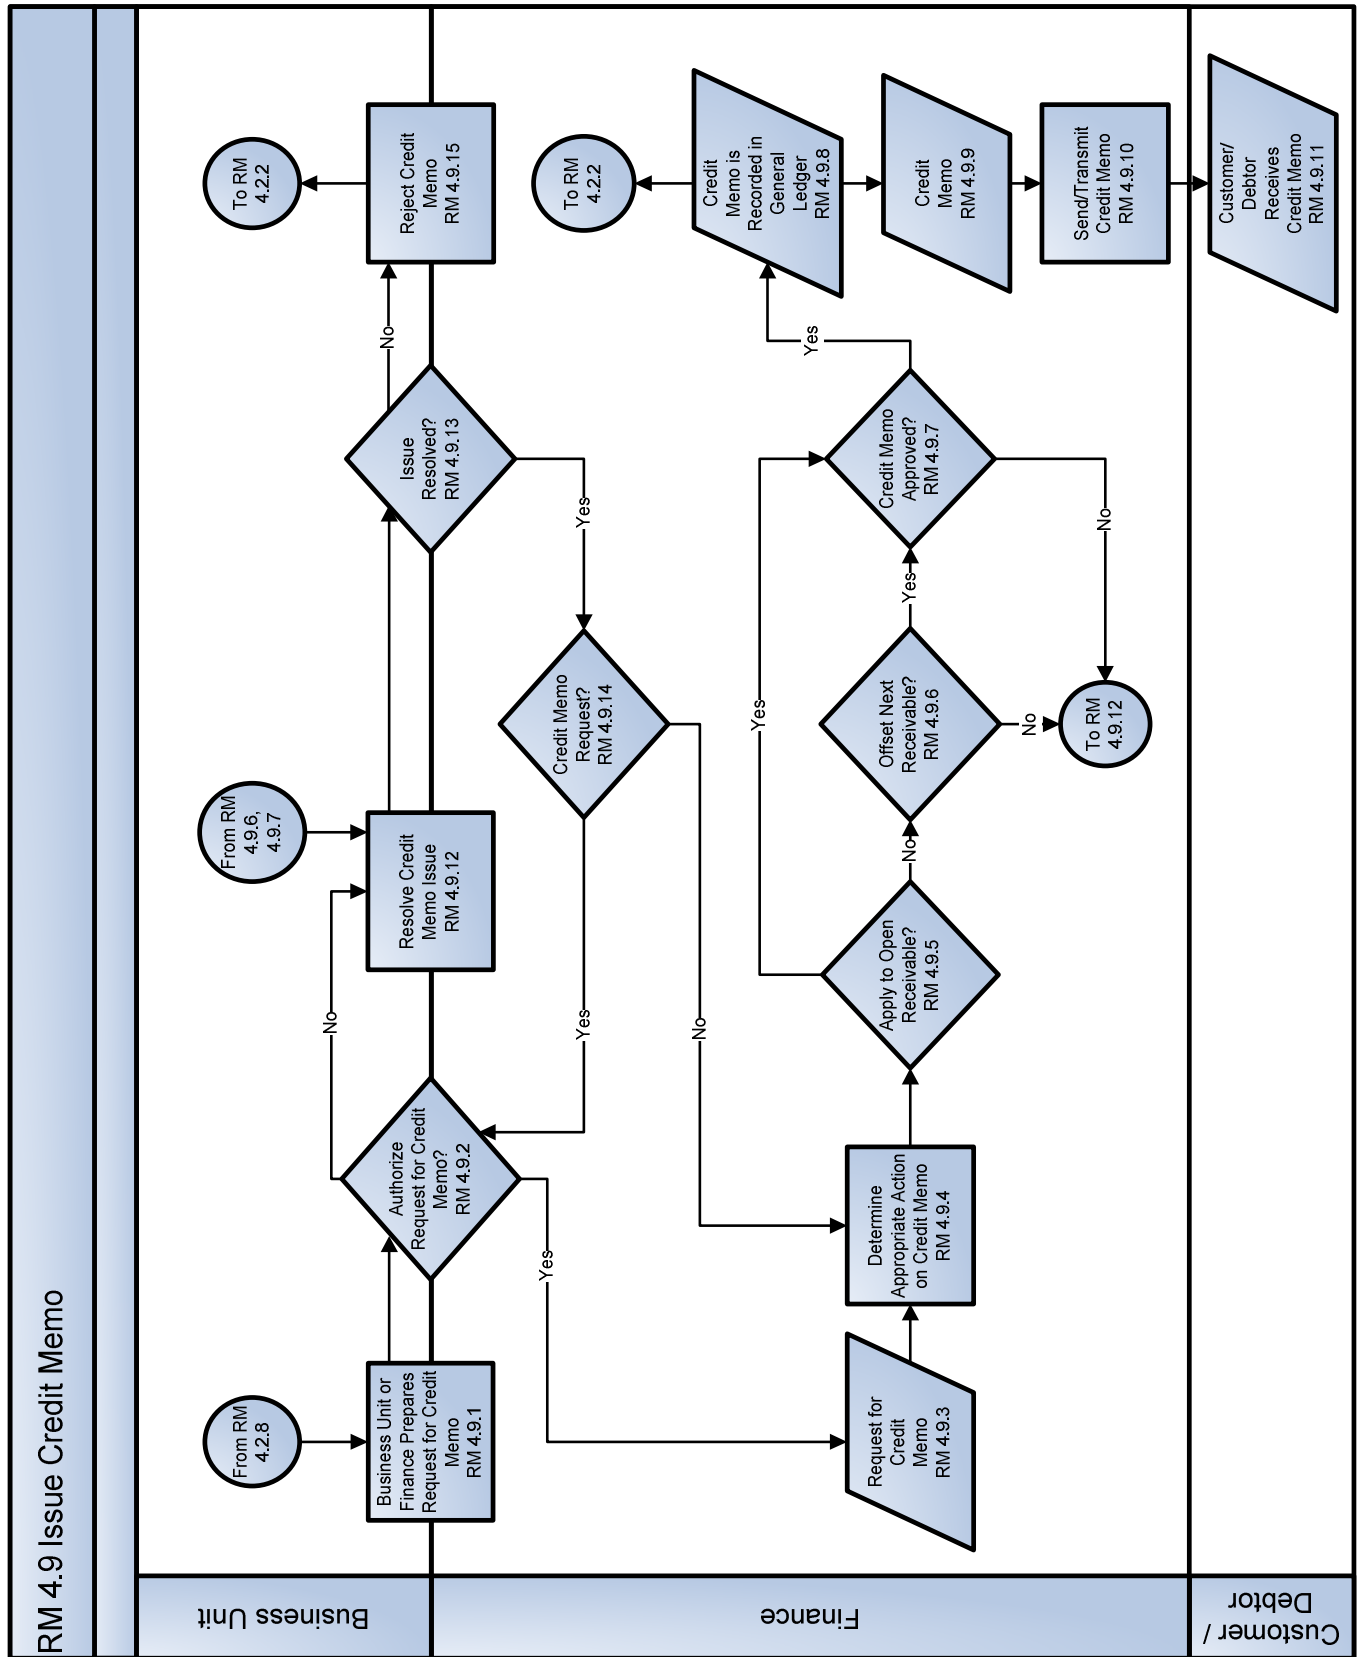 RM 4.9 Issue Credit Memo
Business Unit
From RM
4.2.8
Business Unit or
Finance Prepares
Request for Credit
Memo
RM 4.9.1
Authorize
Request for Credit
Memo?
RM 4.9.2
No
Yes
From RM
4.9.6,
4.9.7
Resolve Credit
Memo Issue
RM 4.9.12
Issue
Resolved?
RM 4.9.13
No
Yes
Reject Credit
Memo
RM 4.9.15
To RM
4.2.2
Finance
Credit Memo
Request?
RM 4.9.14
Yes
No
Request for
Credit
Memo
RM 4.9.3
Determine
Appropriate Action
on Credit Memo
RM 4.9.4
Apply to Open
Receivable?
RM 4.9.5
Yes
No
Offset Next
Receivable?
RM 4.9.6
Yes
No
To RM
4.9.12
Credit Memo
Approved?
RM 4.9.7
No
Yes
To RM
4.2.2
Credit
Memo is
Recorded in
General
Ledger
RM 4.9.8
Credit
Memo
RM 4.9.9
Send/Transmit
Credit Memo
RM 4.9.10
Customer /
Debtor
Customer/
Debtor
Receives
Credit Memo
RM 4.9.11